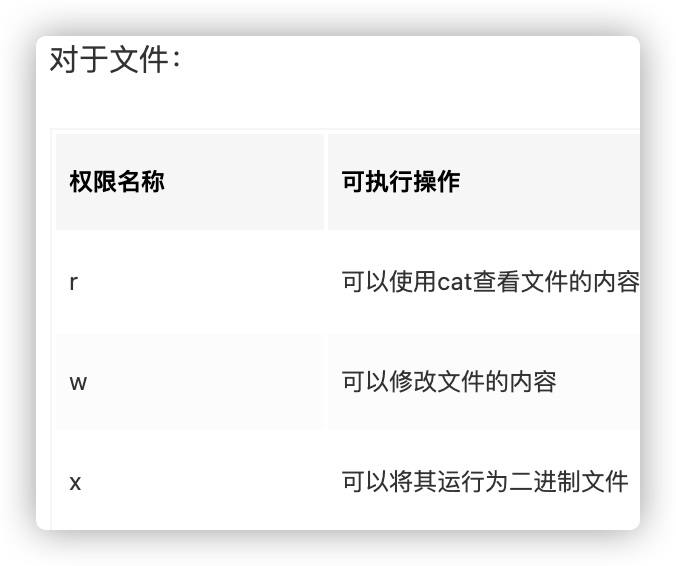 对于文件：
权限名称 可执行操作
r 可以使用cat查看文件的内容
w 可以修改文件的内容
x 可以将其运行为二进制文件